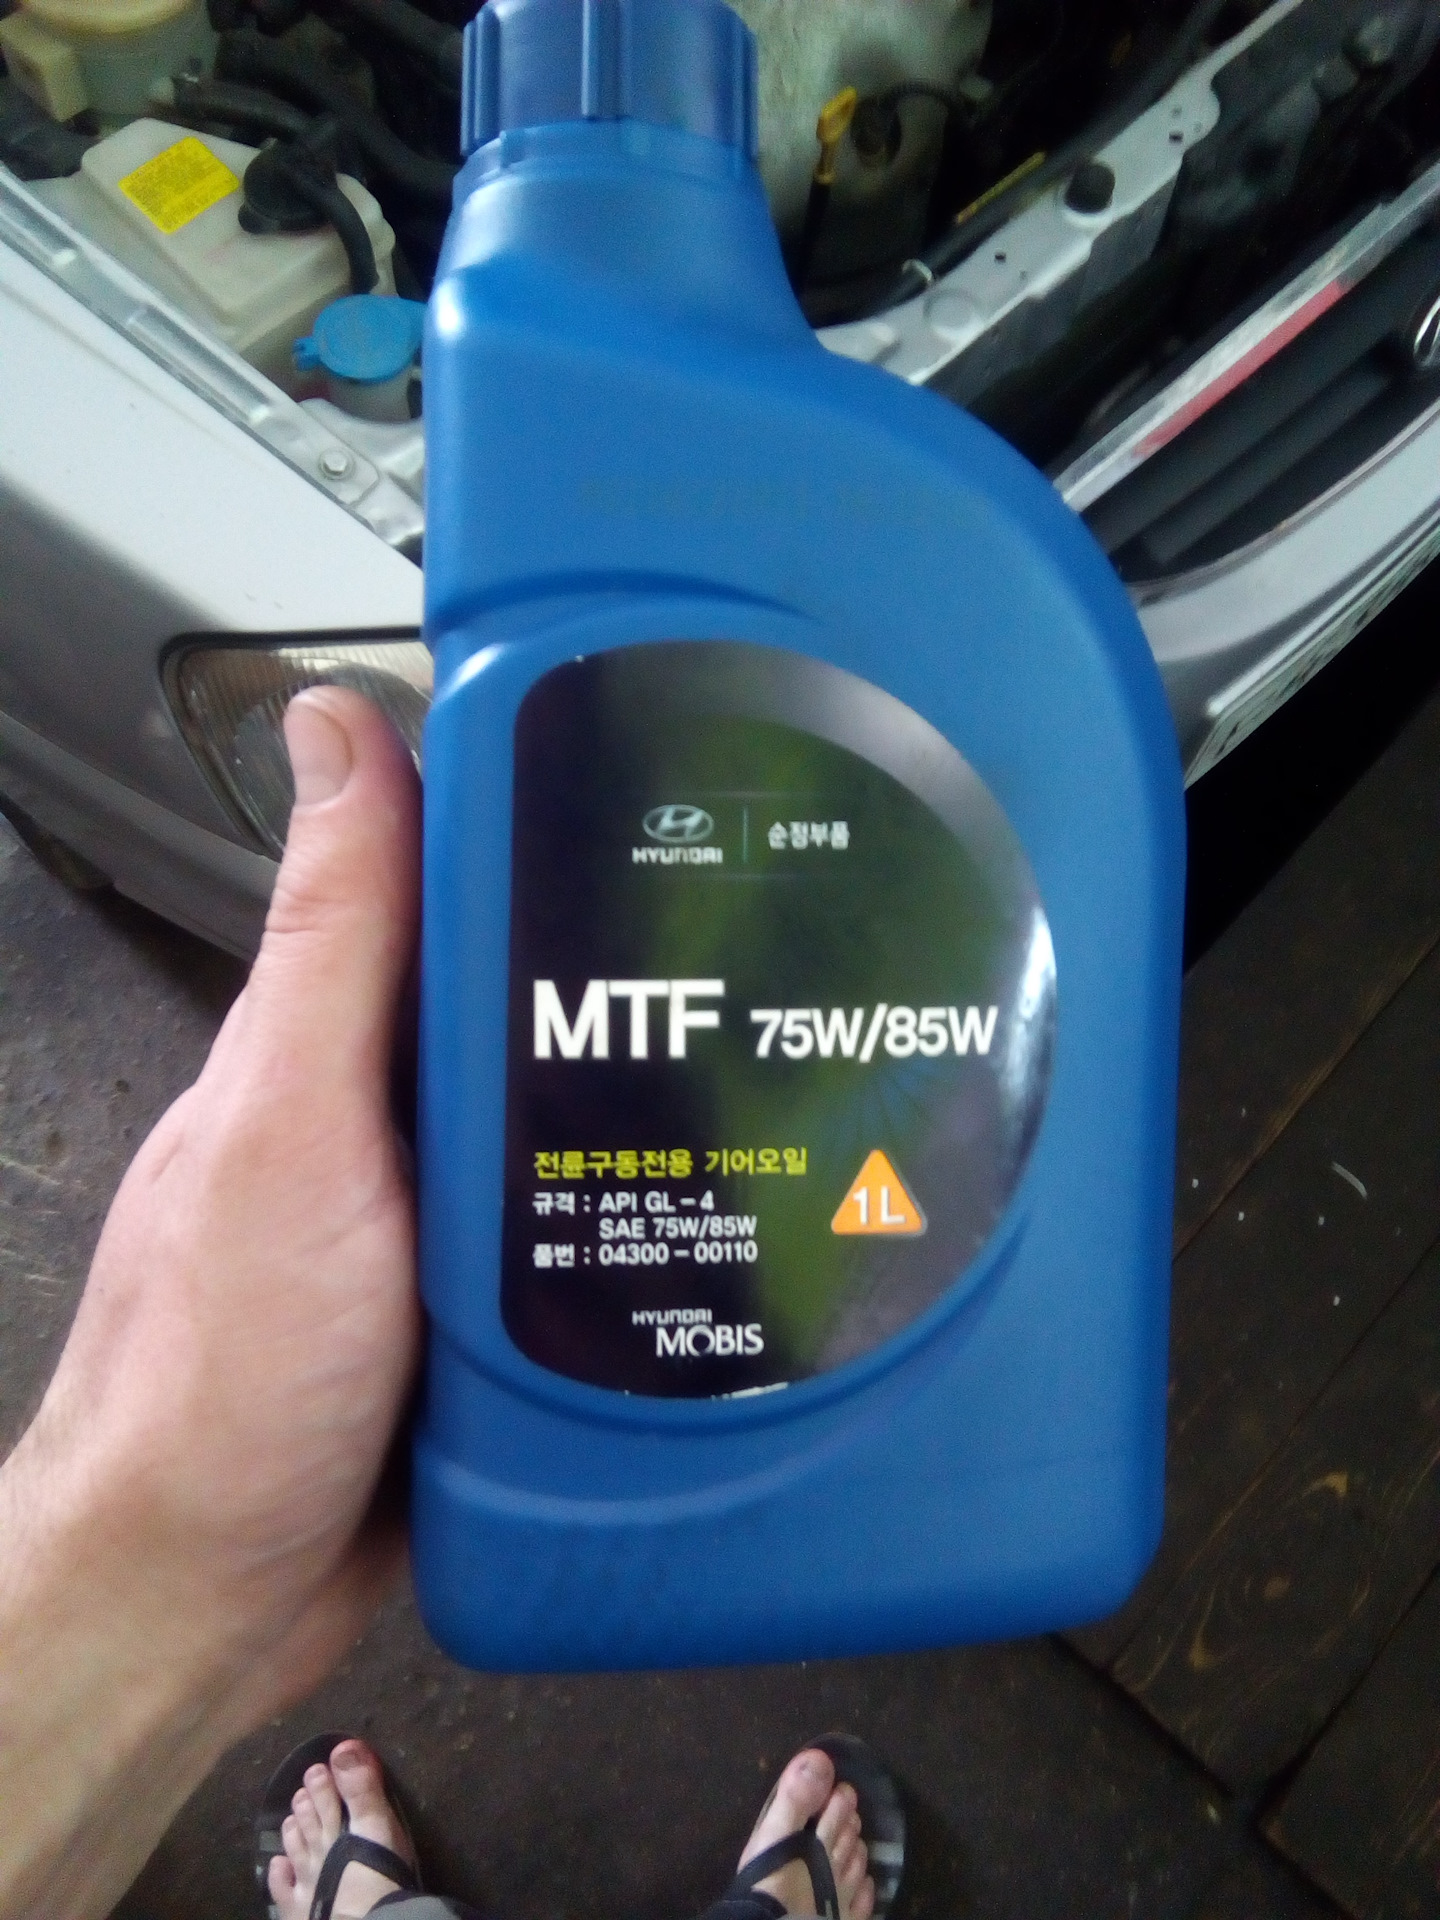 HYUNDAI 순정부품
MTF 75W/85W
전륜구동전용 기어오일
규격 : API GL-4
SAE 75W/85W
품번 : 04300-00110
1L
HYUNDAI
MOBIS